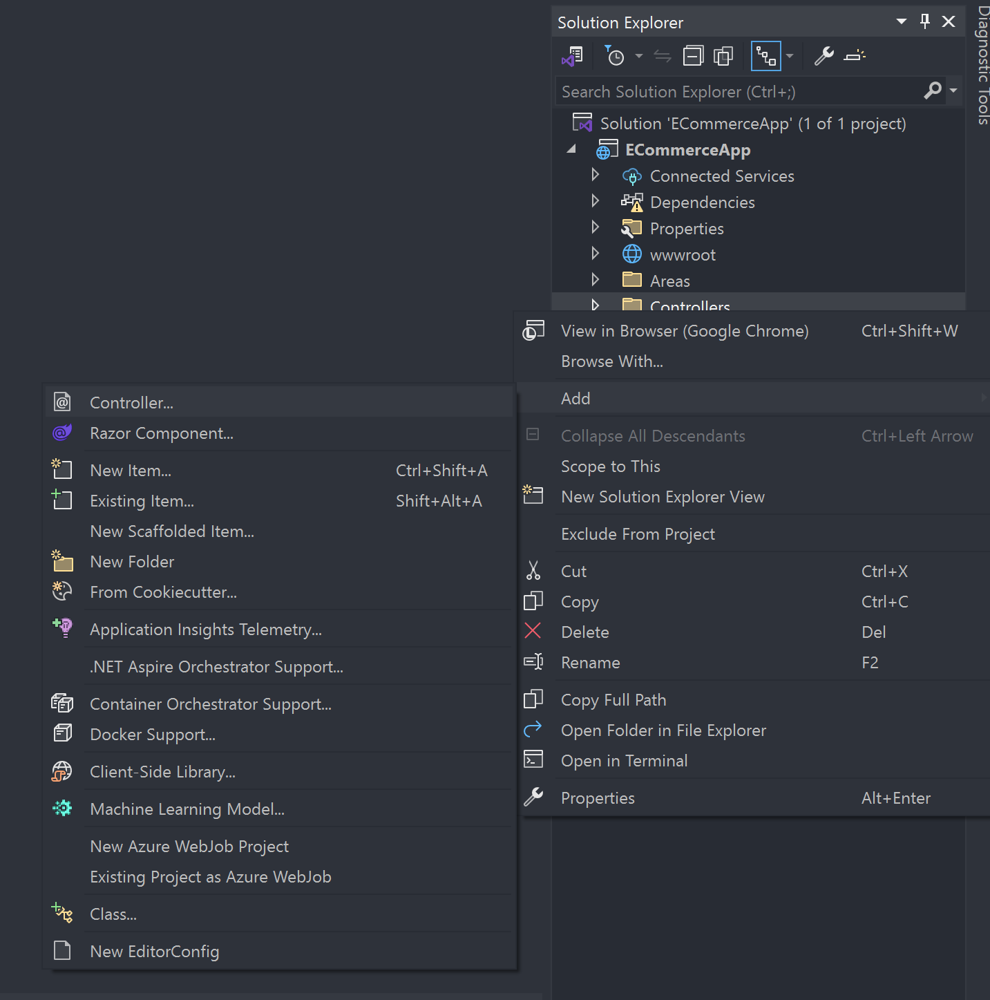 Solution Explorer
Diagnostic Tools
Search Solution Explorer (Ctrl+;)
Solution 'ECommerceApp' (1 of 1 project)
ECommerceApp
Connected Services
Dependencies
Properties
wwwroot
Areas
Controllers
View in Browser (Google Chrome) Ctrl+Shift+W
Browse With...
Add
Collapse All Descendants Ctrl+Left Arrow
Scope to This
New Solution Explorer View
Exclude From Project
Cut Ctrl+X
Copy Ctrl+C
Delete Del
Rename F2
Copy Full Path
Open Folder in File Explorer
Open in Terminal
Properties Alt+Enter
Controller...
Razor Component...
New Item... Ctrl+Shift+A
Existing Item... Shift+Alt+A
New Scaffolded Item...
New Folder
From Cookiecutter...
Application Insights Telemetry...
.NET Aspire Orchestrator Support...
Container Orchestrator Support...
Docker Support...
Client-Side Library...
Machine Learning Model...
New Azure WebJob Project
Existing Project as Azure WebJob
Class...
New EditorConfig